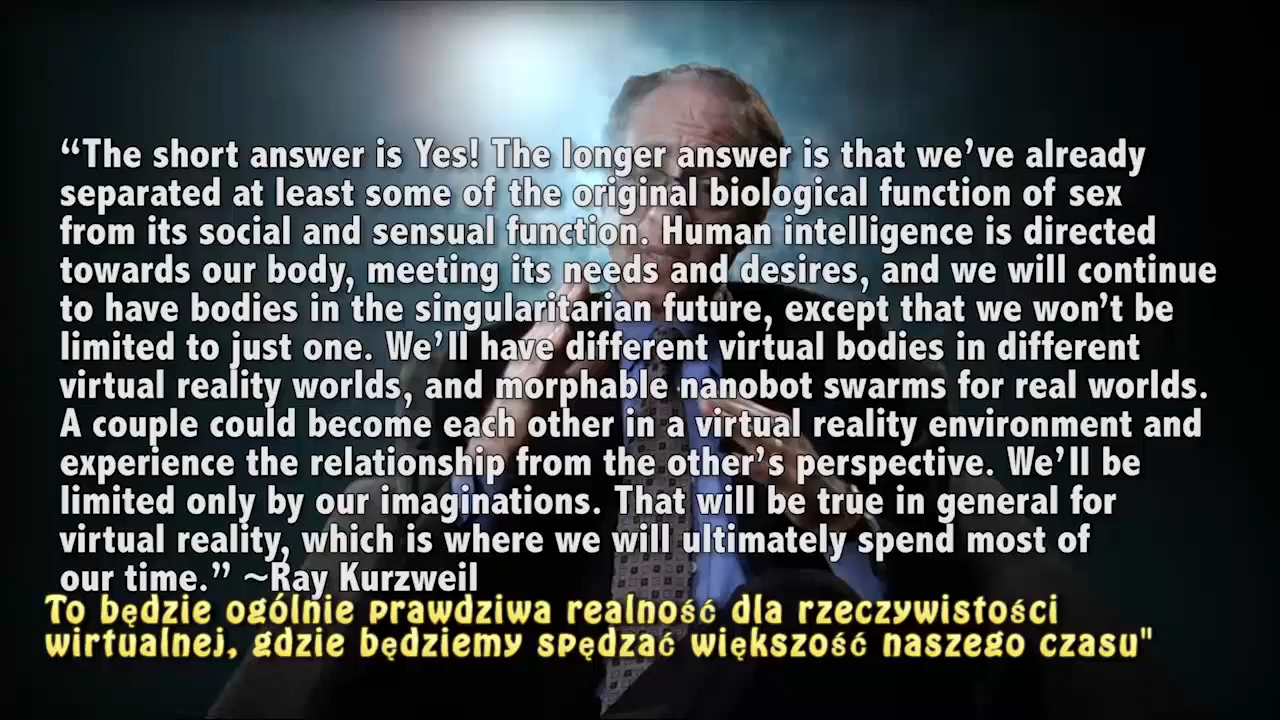 “The short answer is Yes! The longer answer is that we’ve already
separated at least some of the original biological function of sex
from its social and sensual function. Human intelligence is directed
towards our body, meeting its needs and desires, and we will continue
to have bodies in the singularitarian future, except that we won’t be
limited to just one. We’ll have different virtual bodies in different
virtual reality worlds, and morphable nanobot swarms for real worlds.
A couple could become each other in a virtual reality environment and
experience the relationship from the other’s perspective. We’ll be
limited only by our imaginations. That will be true in general for
virtual reality, which is where we will ultimately spend most of
our time.” ~Ray Kurzweil
To będzie ogólnie prawdziwa realność dla rzeczywistości
wirtualnej, gdzie będziemy spędzać większość naszego czasu"